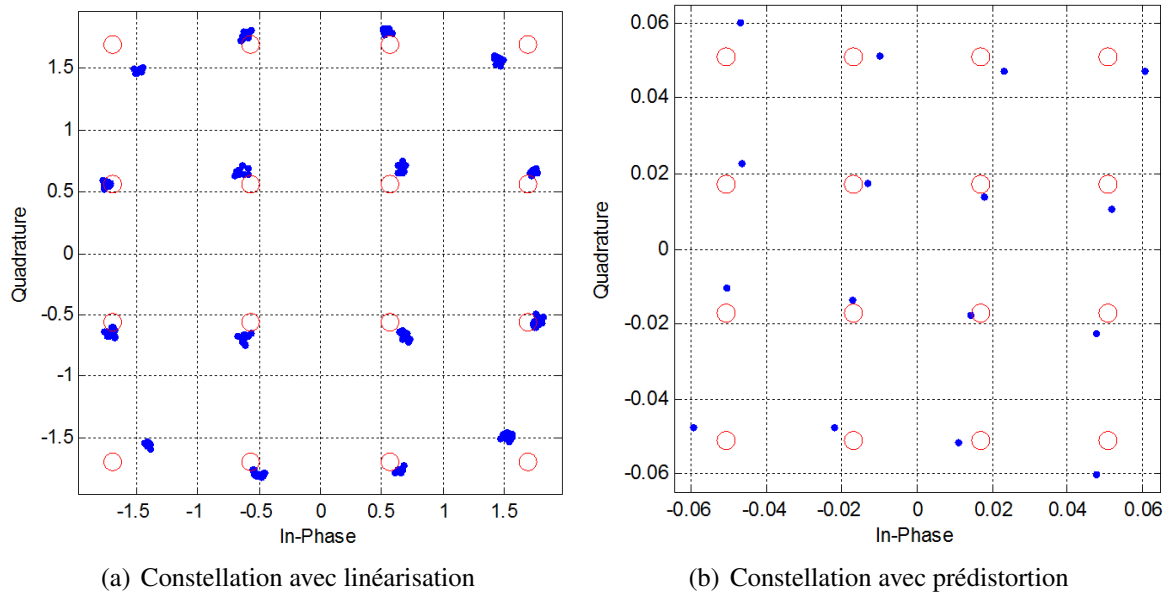 1.5
1
0.5
0
-0.5
-1
-1.5
Quadrature
-1.5 -1 -0.5 0 0.5 1 1.5
In-Phase
(a) Constellation avec linéarisation
0.06
0.04
0.02
0
-0.02
-0.04
-0.06
Quadrature
-0.06 -0.04 -0.02 0 0.02 0.04 0.06
In-Phase
(b) Constellation avec prédistortion